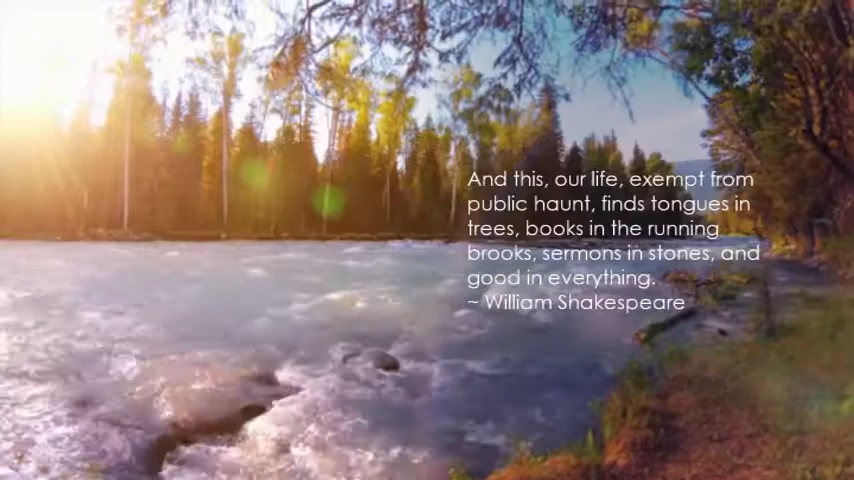 And this, our life, exempt from
public haunt, finds tongues in
trees, books in the running
brooks, sermons in stones, and
good in everything.
~ William Shakespeare